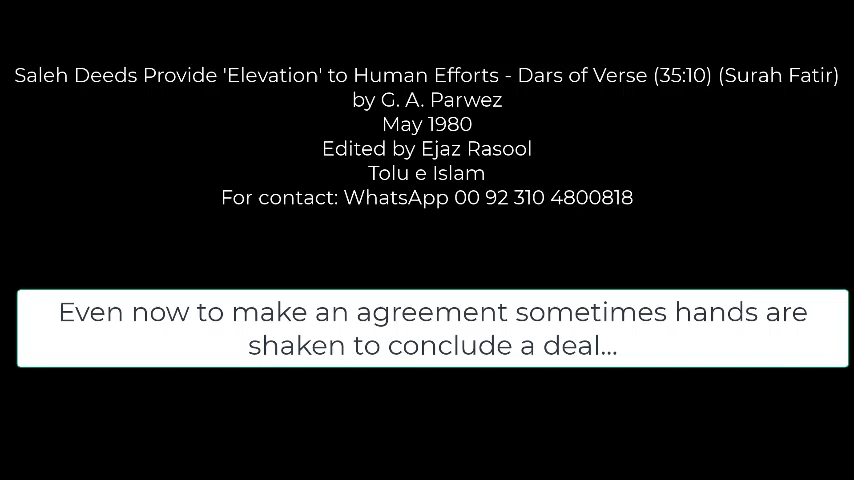 Saleh Deeds Provide 'Elevation' to Human Efforts - Dars of Verse (35:10) (Surah Fatir)
by G. A. Parwez
May 1980
Edited by Ejaz Rasool
Tolu e Islam
For contact: WhatsApp 00 92 310 4800818
Even now to make an agreement sometimes hands are
shaken to conclude a deal...